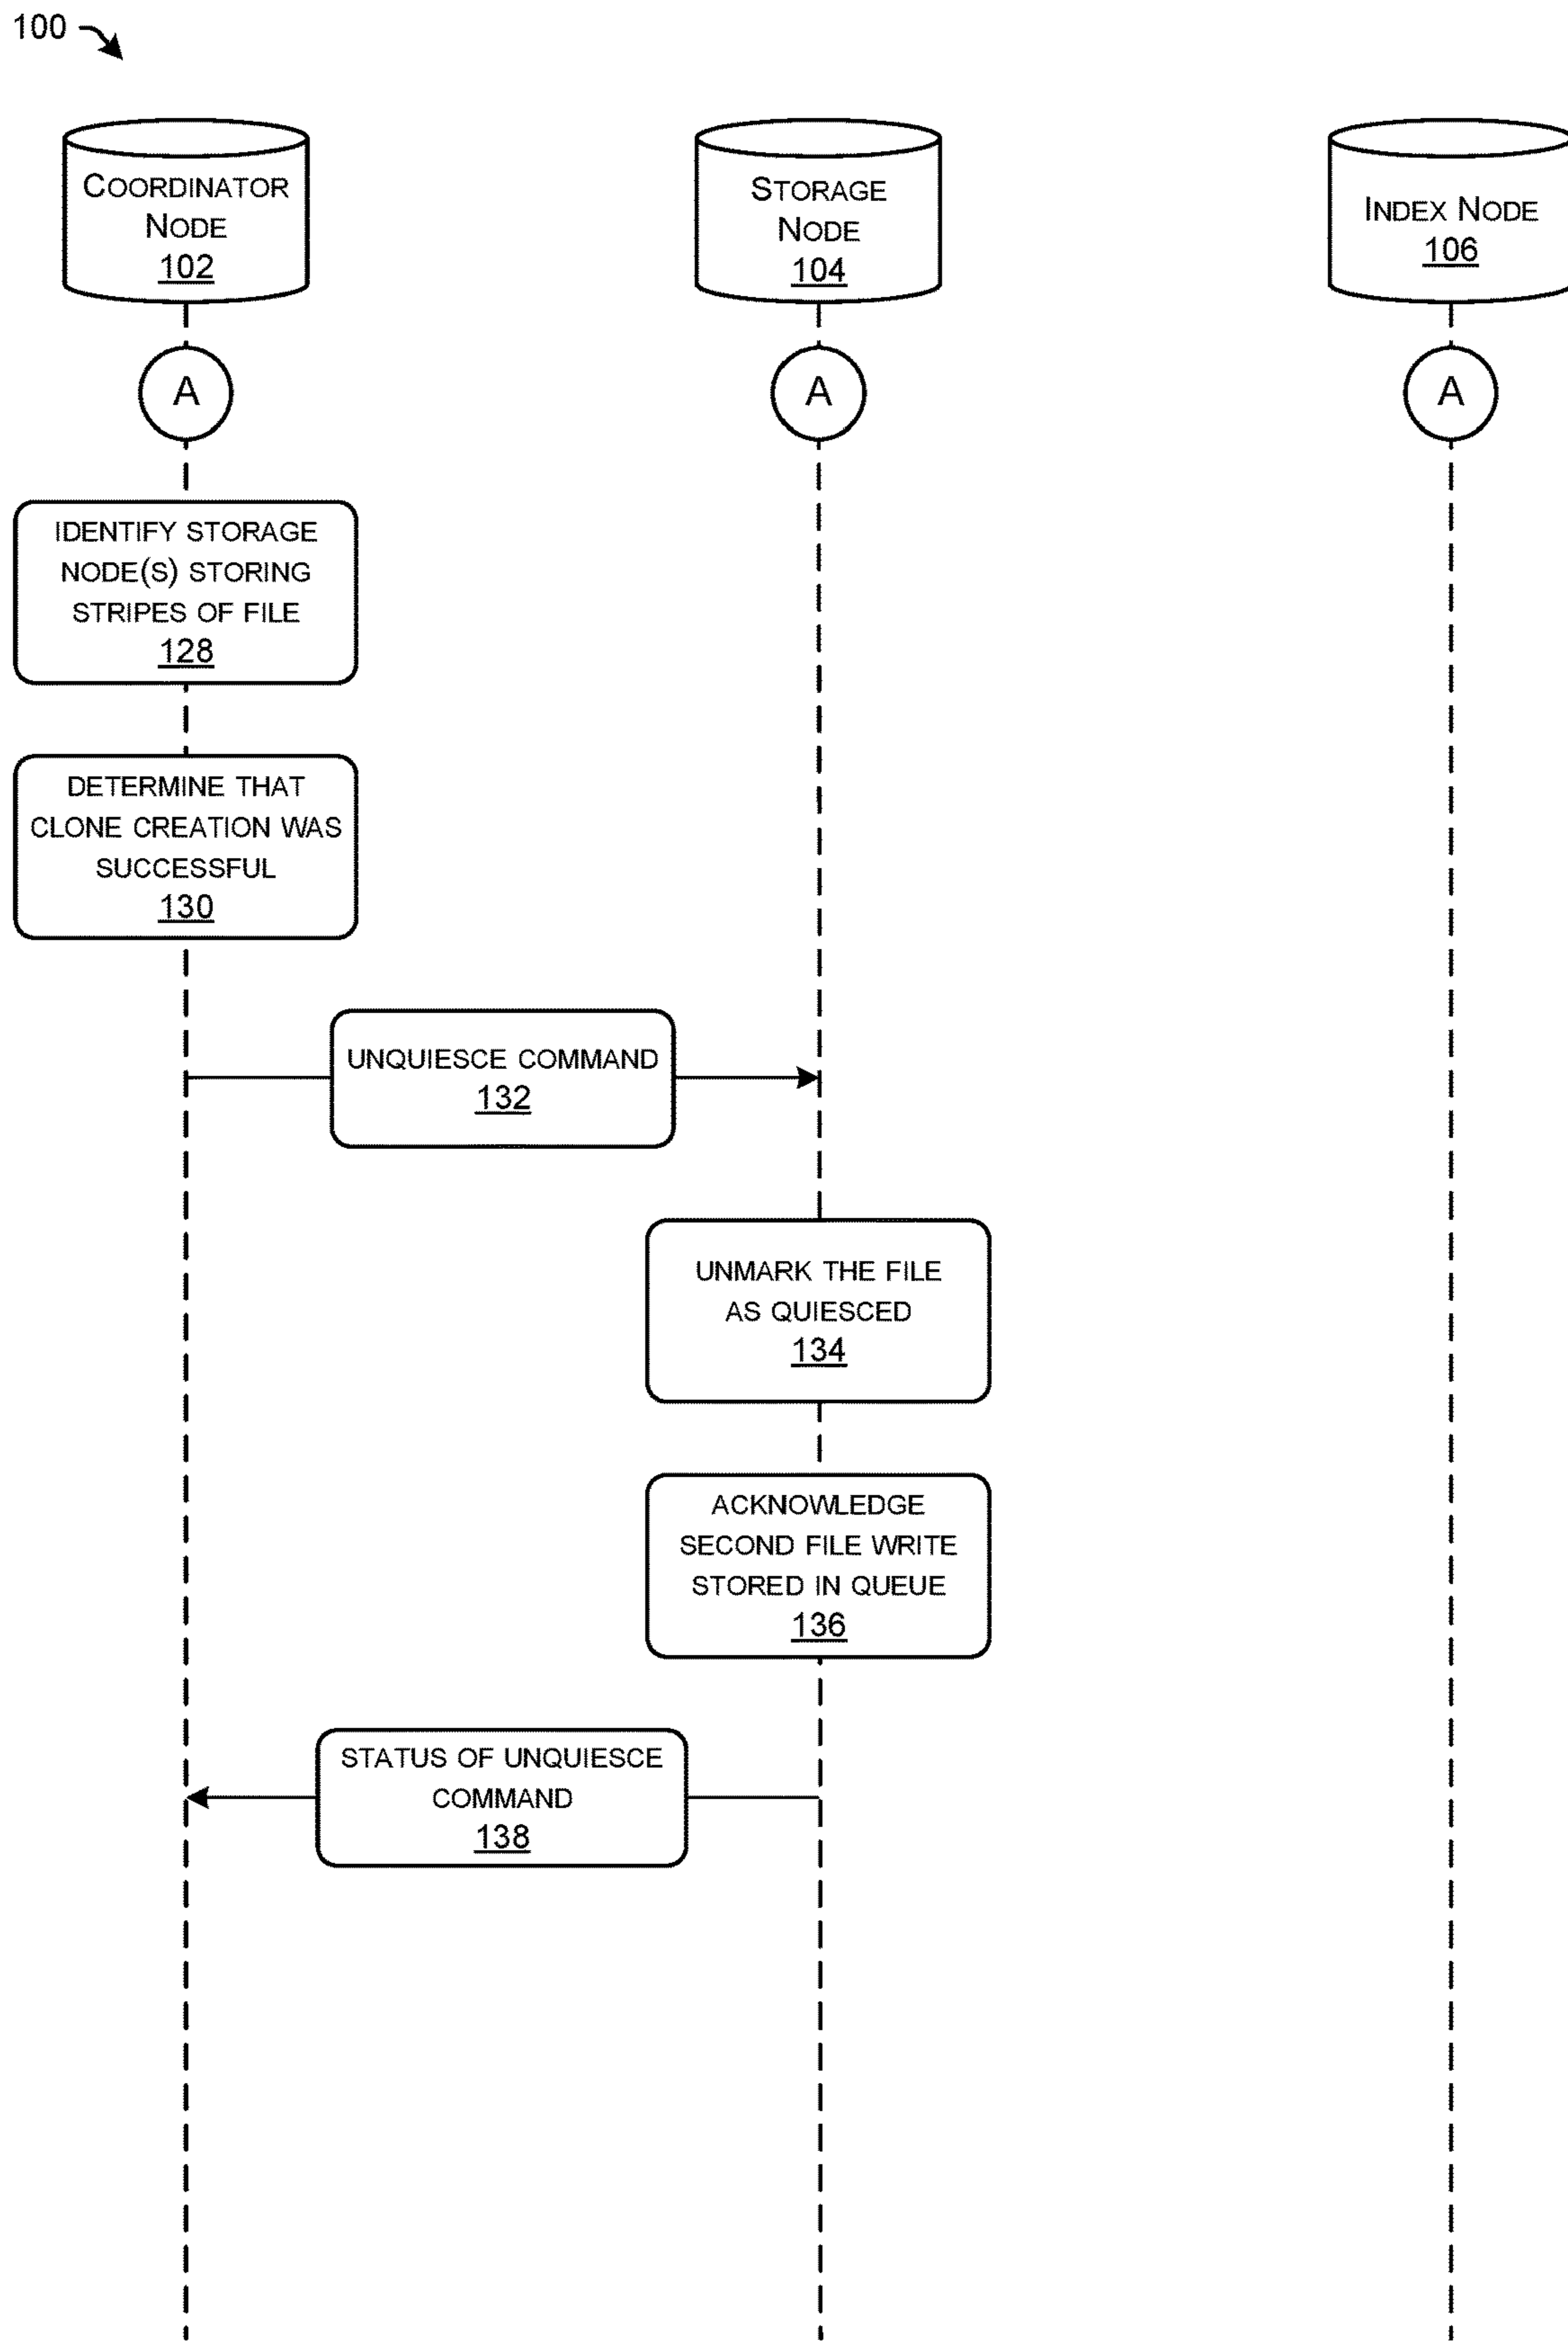 100
COORDINATOR
NODE
102
STORAGE
NODE
104
INDEX NODE
106
A
A
A
IDENTIFY STORAGE
NODE(S) STORING
STRIPES OF FILE
128
DETERMINE THAT
CLONE CREATION WAS
SUCCESSFUL
130
UNQUIESCE COMMAND
132
UNMARK THE FILE
AS QUIESCED
134
ACKNOWLEDGE
SECOND FILE WRITE
STORED IN QUEUE
136
STATUS OF UNQUIESCE
COMMAND
138